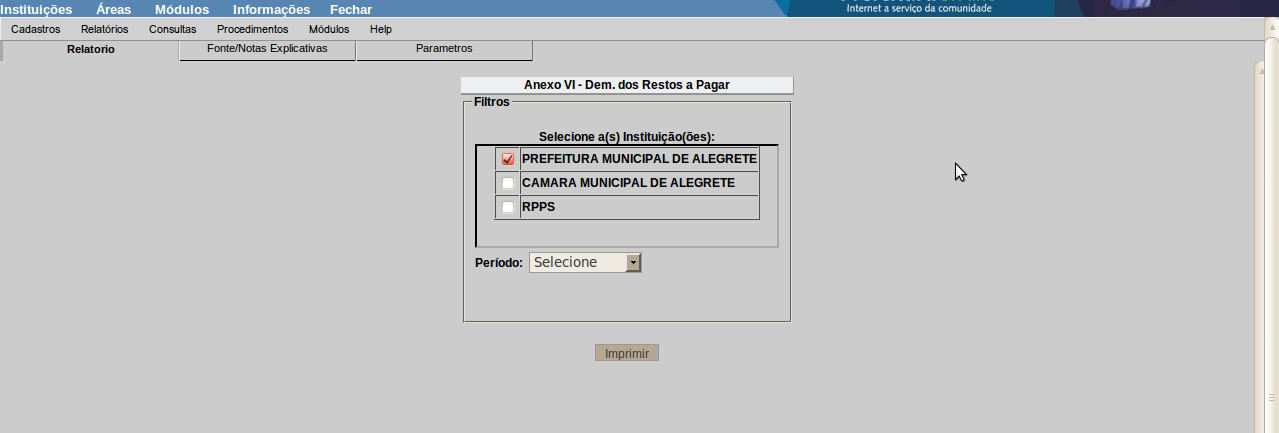 Instituições Áreas Módulos Informações Fechar
Internet a serviço da comunidade
Cadastros Relatórios Consultas Procedimentos Módulos Help
Relatorio Fonte/Notas Explicativas Parametros
Anexo VI - Dem. dos Restos a Pagar
Filtros
Selecione a(s) Instituição(ões):
PREFEITURA MUNICIPAL DE ALEGRETE
CAMARA MUNICIPAL DE ALEGRETE
RPPS
Período: Selecione
Imprimir